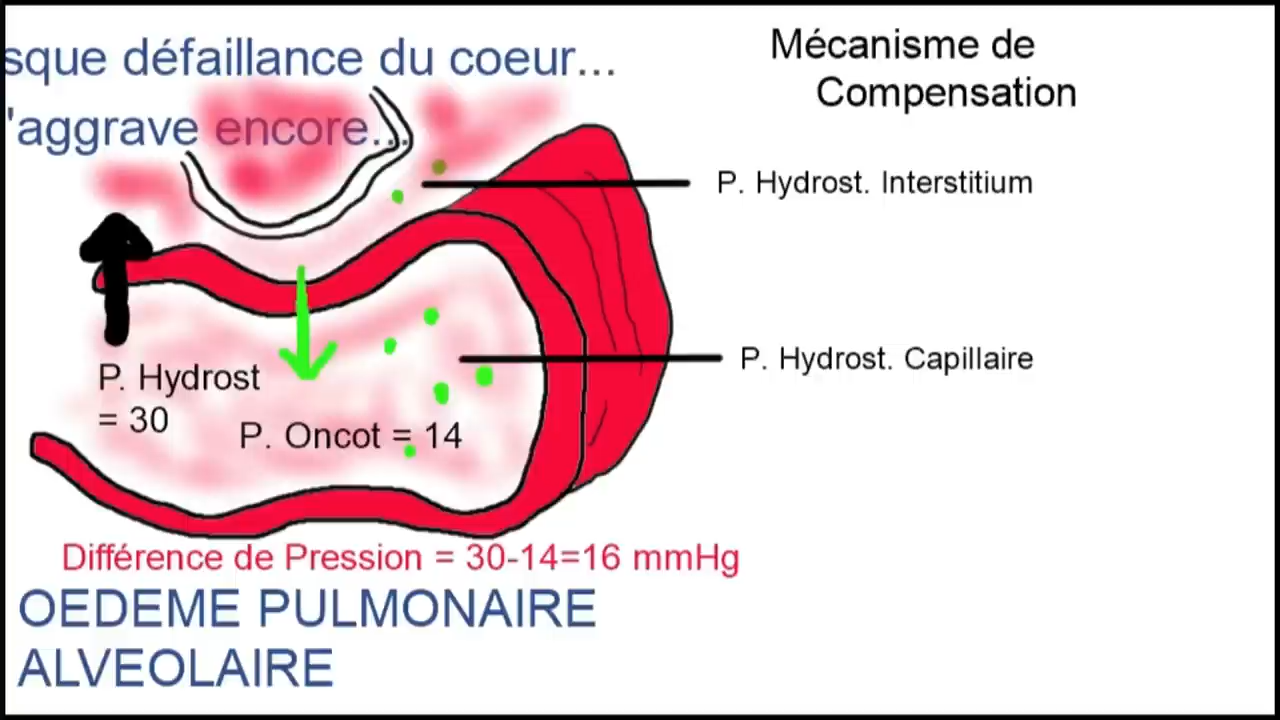 sque défaillance du coeur...
'aggrave encore...
Mécanisme de
Compensation
P. Hydrost. Interstitium
P. Hydrost. Capillaire
P. Hydrost
= 30
P. Oncot = 14
Différence de Pression = 30-14=16 mmHg
OEDEME PULMONAIRE
ALVEOLAIRE